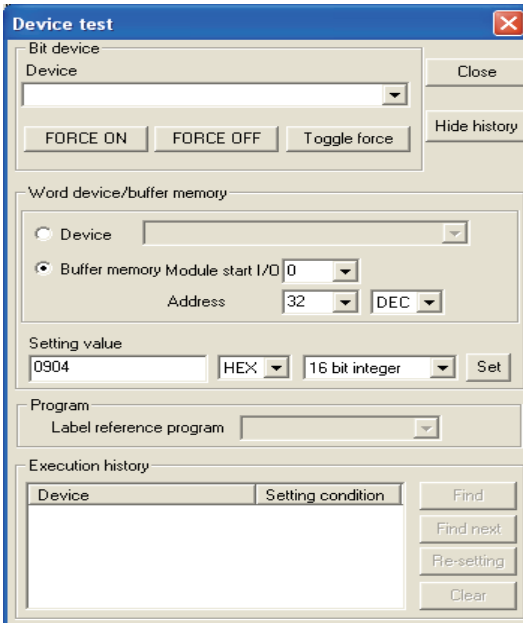 Device test
Bit device
Device
Close
FORCE ON FORCE OFF Toggle force
Hide history
Word device/buffer memory
Device
Buffer memory Module start I/O 0
Address 32 DEC
Setting value
0904 HEX 16 bit integer Set
Program
Label reference program
Execution history
Device Setting condition Find
Find next
Re-setting
Clear